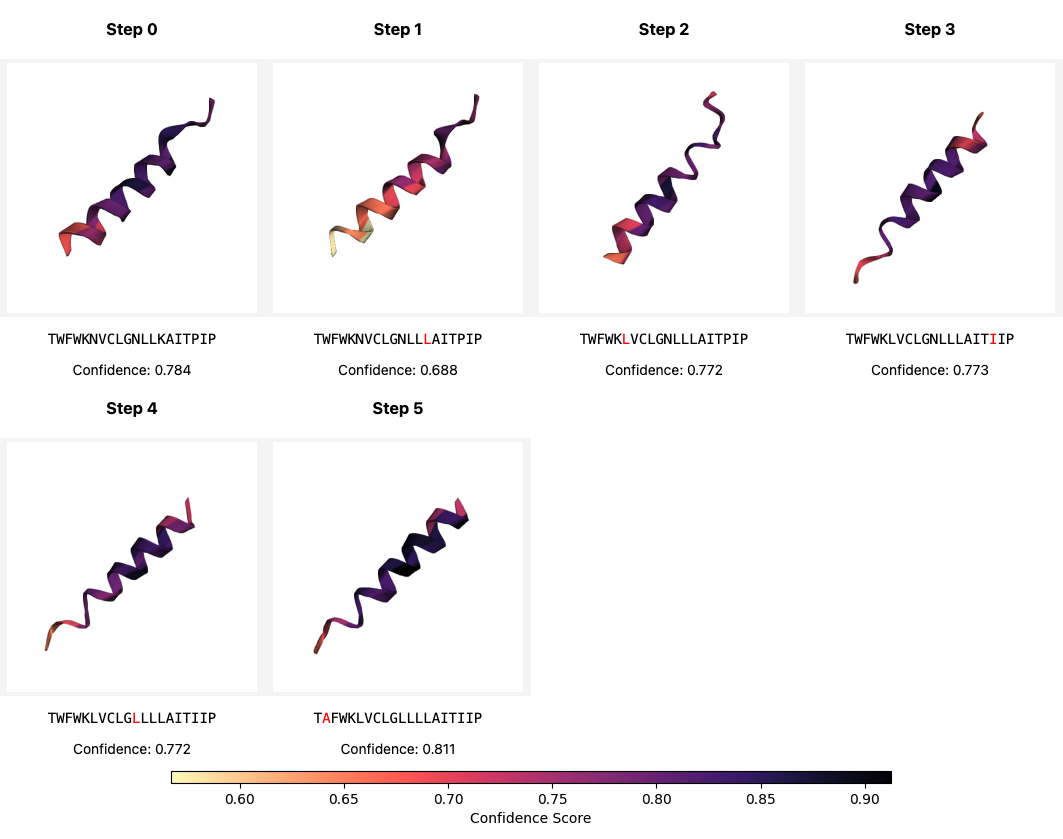 Step 0
Step 1
Step 2
Step 3
TWFWKNVCLGNLLKAITPIP
TWFWKNVCLGNLLLAITPIP
TWFWKLVCLGNLLLAITPIP
TWFWKLVCLGNLLLAITIIP
Confidence: 0.784
Confidence: 0.688
Confidence: 0.772
Confidence: 0.773
Step 4
Step 5
TWFWKLVCLGLLLLAITIIP
TAFWKLVCLGLLLLAITIIP
Confidence: 0.772
Confidence: 0.811
0.60 0.65 0.70 0.75 0.80 0.85 0.90
Confidence Score